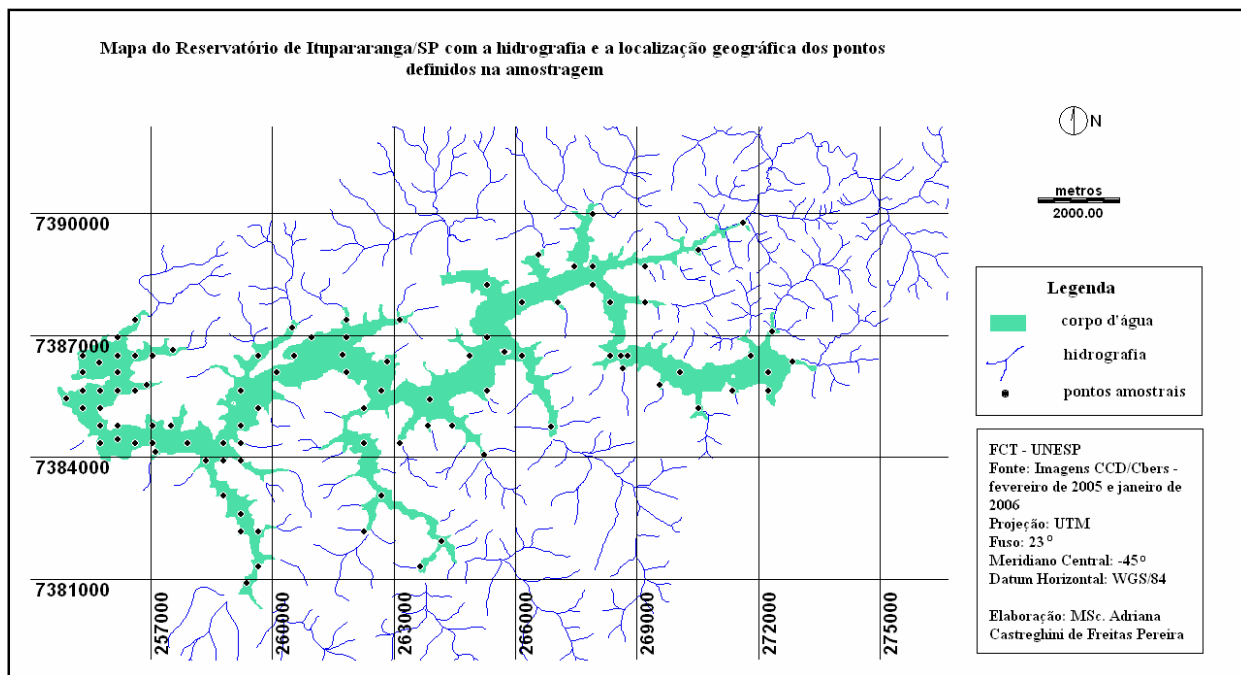 Mapa do Reservatório de Itupararanga/SP com a hidrografia e a localização geográfica dos pontos
definidos na amostragem
N
metros
2000.00
7390000
7387000
7384000
7381000
257000
260000
263000
266000
269000
272000
275000
Legenda
corpo d'água
hidrografia
pontos amostrais
FCT - UNESP
Fonte: Imagens CCD/Cbers -
fevereiro de 2005 e janeiro de
2006
Projeção: UTM
Fuso: 23°
Meridiano Central: -45°
Datum Horizontal: WGS/84
Elaboração: MSc. Adriana
Castreghini de Freitas Pereira